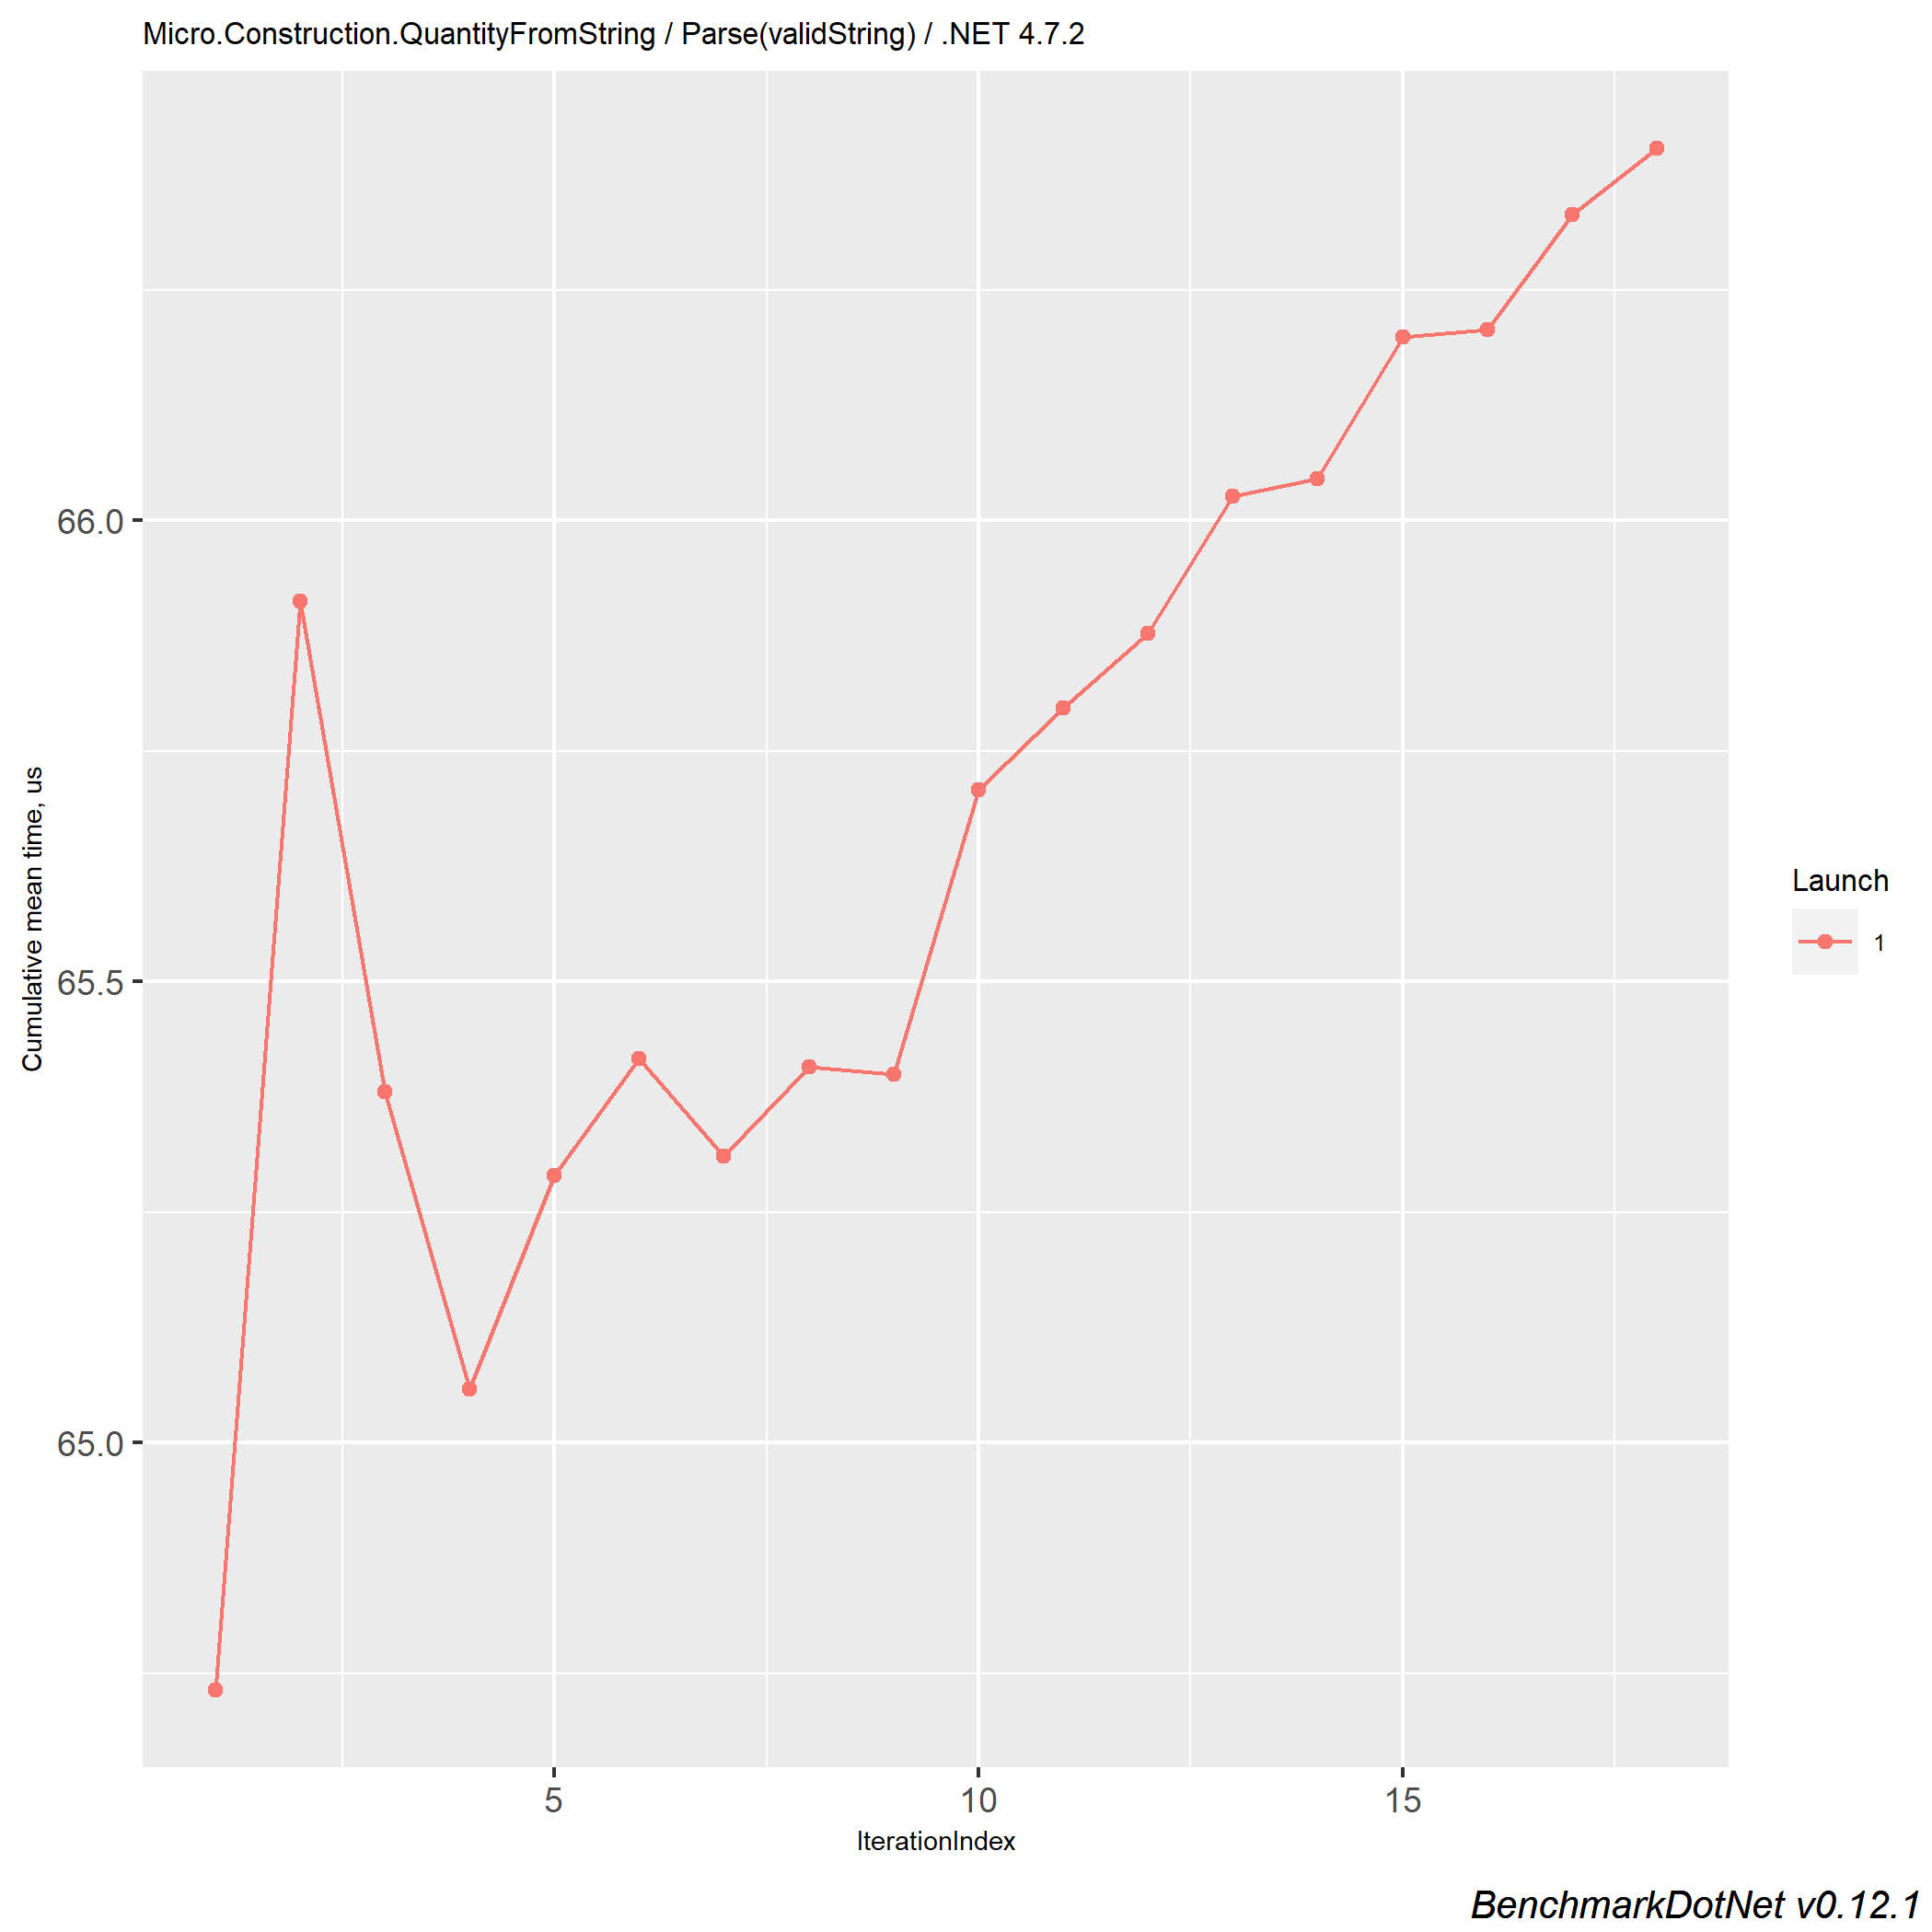 Micro.Construction.QuantityFromString / Parse(validString) / .NET 4.7.2
Cumulative mean time, us
66.0
65.5
65.0
5
10
15
IterationIndex
Launch
1
BenchmarkDotNet v0.12.1